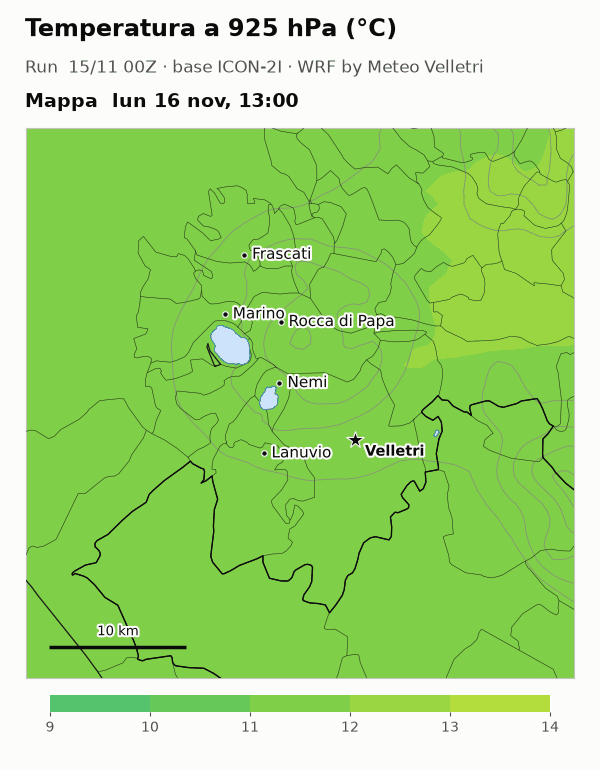 Temperatura a 925 hPa (°C)
Run  15/11 00Z · base ICON-2I · WRF by Meteo Velletri
Mappa  lun 16 nov, 13:00
Frascati
Marino
Rocca di Papa
Nemi
Velletri
Lanuvio
10 km
9 10 11 12 13 14